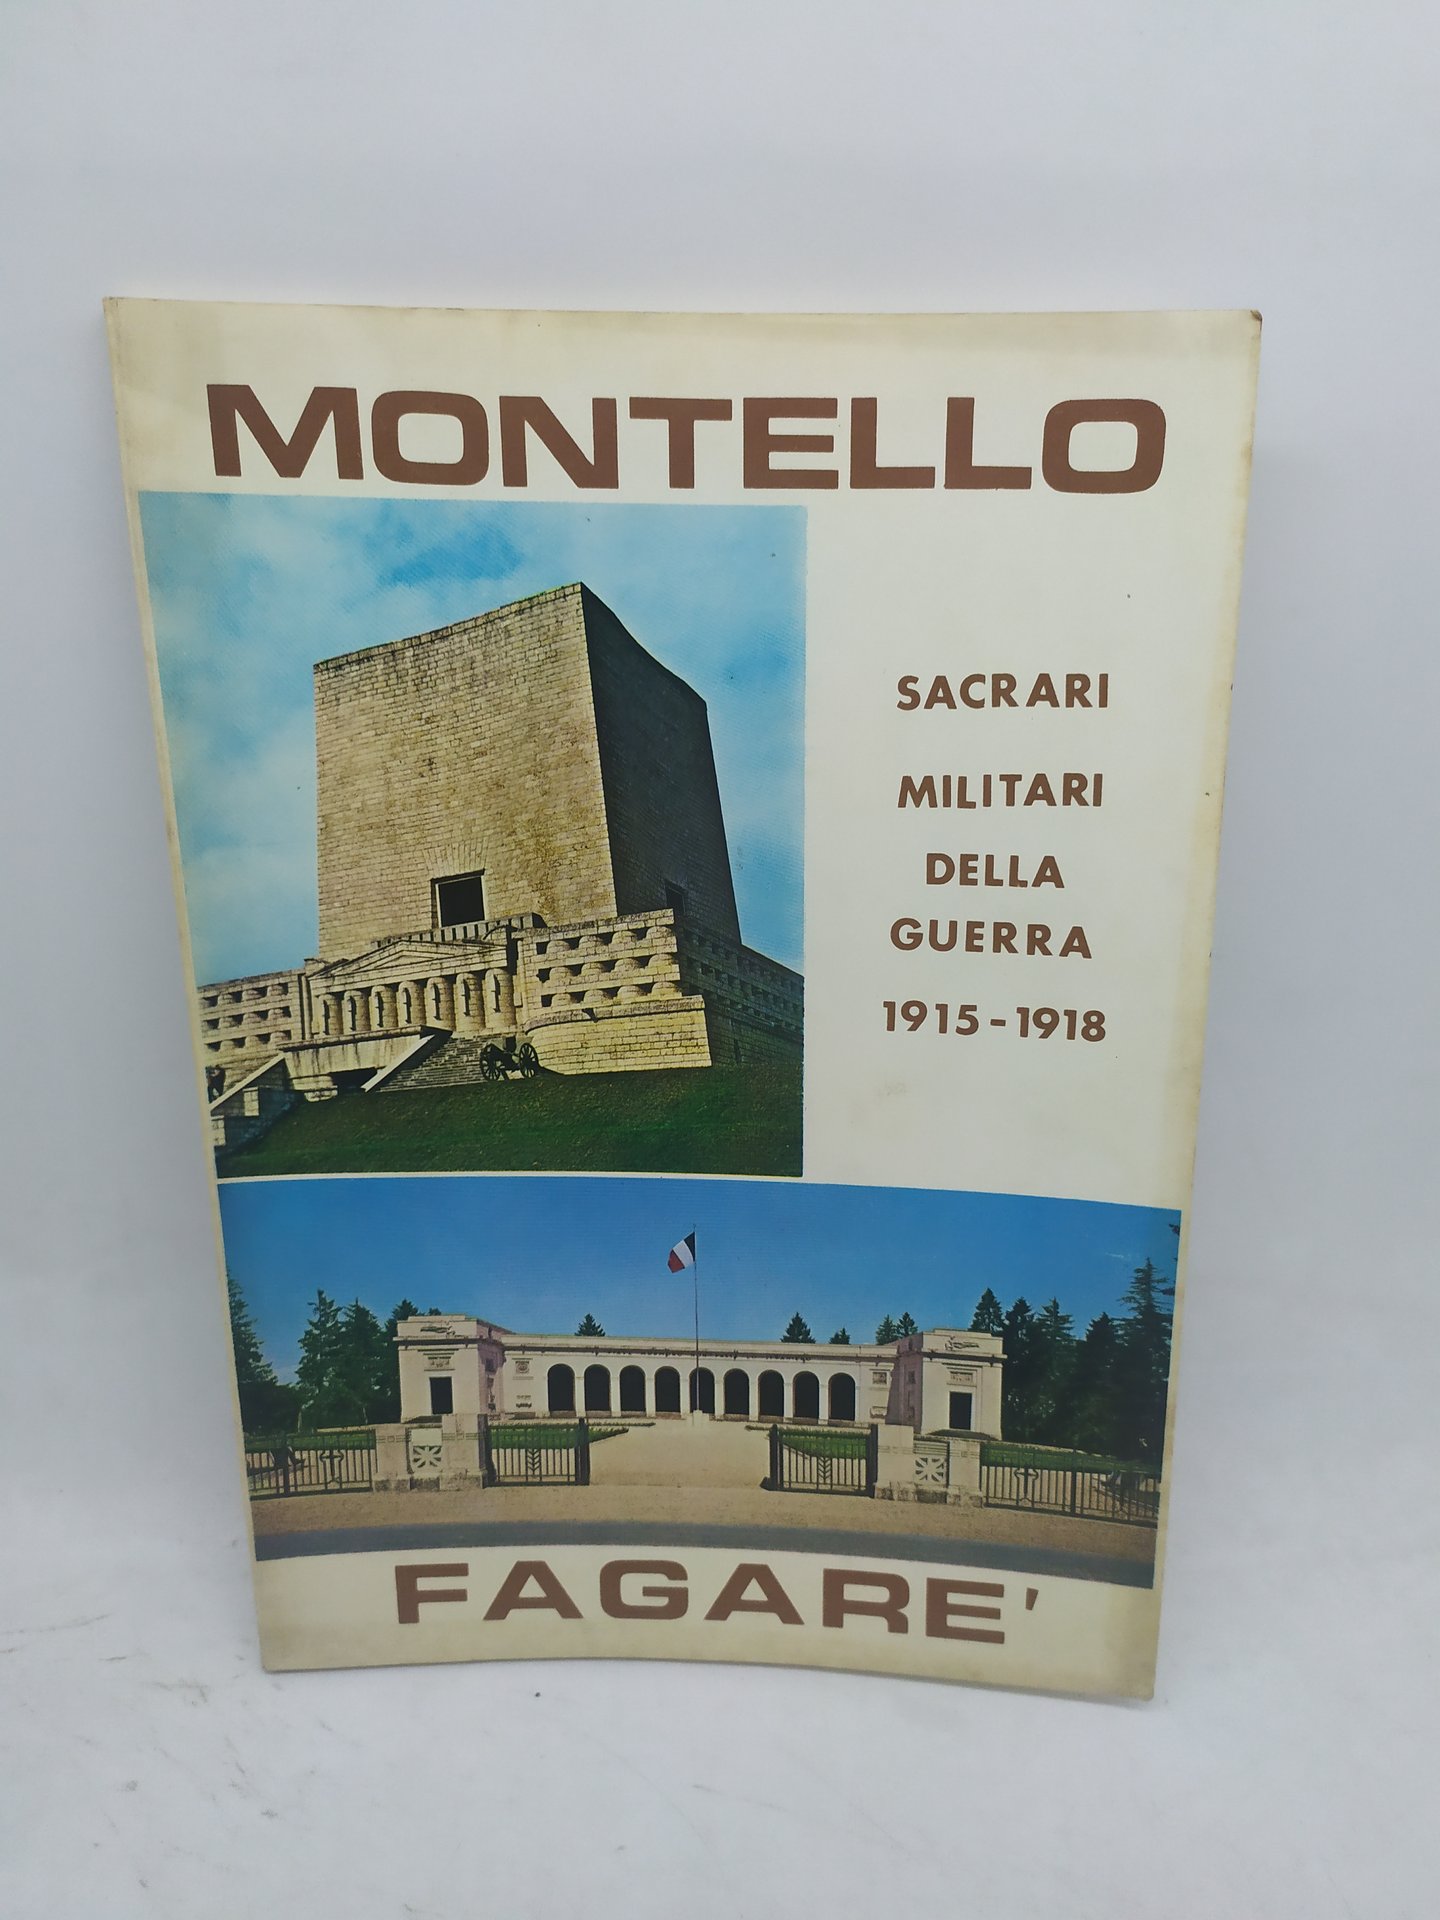 MONTELLO
SACRARI
MILITARI
DELLA
GUERRA
1915-1918
FAGARE'